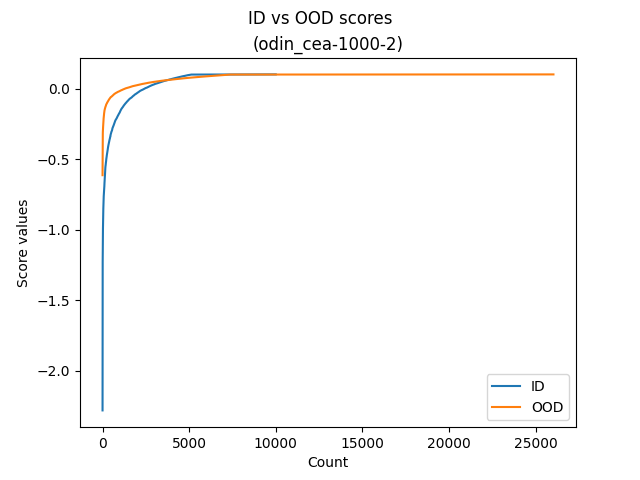 ID vs OOD scores
(odin_cea-1000-2)
Score values
0.0
−0.5
−1.0
−1.5
−2.0
0
5000
10000
15000
20000
25000
Count
ID
OOD